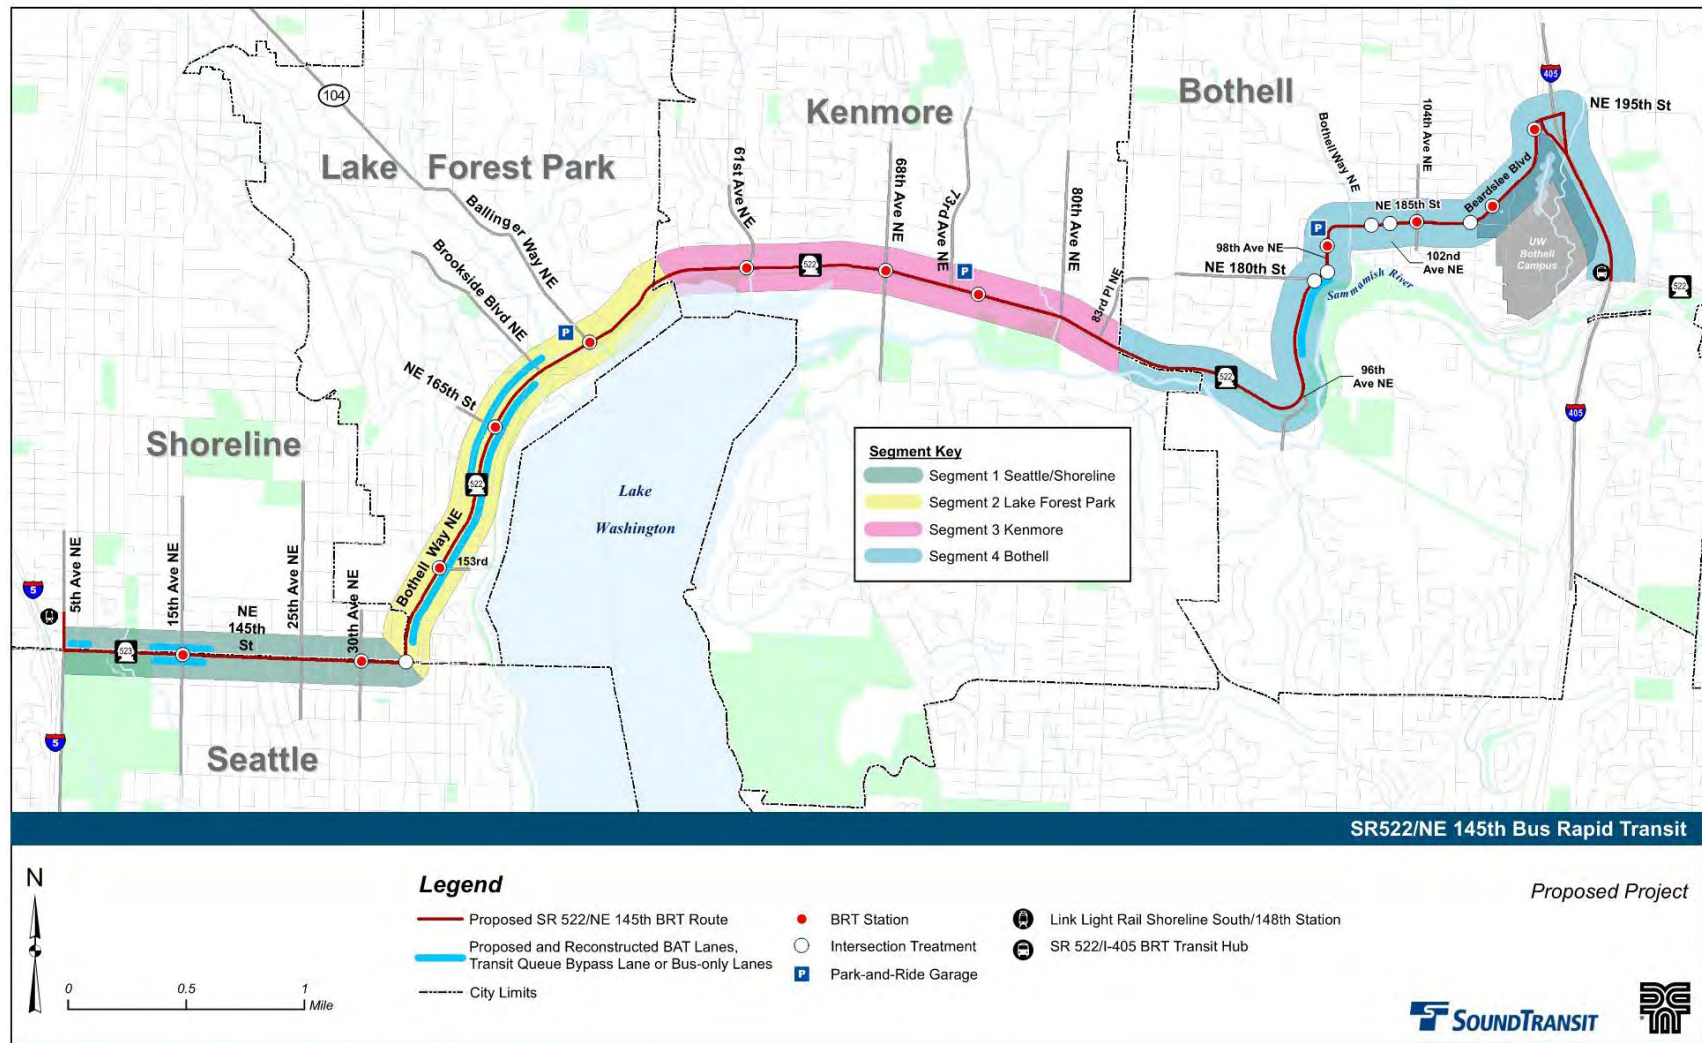 405
Bothell
NE 195th St
104
Kenmore
Bothell Way NE
104th Ave NE
Lake Forest Park
61st Ave NE
68th Ave NE
73rd Ave NE
80th Ave NE
Beardslee Blvd
NE 185th St
P
98th Ave NE
102nd
Ave NE
UW
Bothell
Campus
Ballinger Way NE
Brookside Blvd NE
522
P
NE 180th St
83rd Pl NE
Sammamish River
522
P
NE 165th St
522
96th
Ave NE
405
Shoreline
Segment Key
Segment 1 Seattle/Shoreline
Segment 2 Lake Forest Park
Segment 3 Kenmore
Segment 4 Bothell
522
Lake
Washington
Bothell Way NE
153rd
5
5th Ave NE
15th Ave NE
NE
145th
St
25th Ave NE
30th Ave NE
523
5
Seattle
SR522/NE 145th Bus Rapid Transit
N
Legend
Proposed Project
Proposed SR 522/NE 145th BRT Route
BRT Station
Link Light Rail Shoreline South/148th Station
Proposed and Reconstructed BAT Lanes,
Transit Queue Bypass Lane or Bus-only Lanes
Intersection Treatment
SR 522/I-405 BRT Transit Hub
P
Park-and-Ride Garage
City Limits
0 0.5 1
Mile
T SOUNDTRANSIT